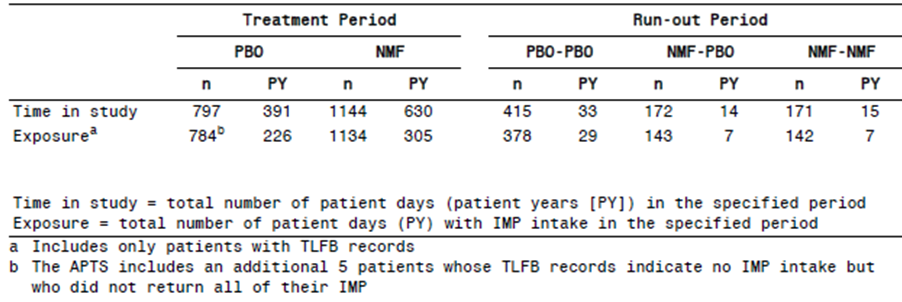 Treatment Period Run-out Period
PBO NMF PBO-PBO NMF-PBO NMF-NMF
n PY n PY n PY n PY n PY
Time in study 797 391 1144 630 415 33 172 14 171 15
Exposureᵃ 784ᵇ 226 1134 305 378 29 143 7 142 7
Time in study = total number of patient days (patient years [PY]) in the specified period
Exposure = total number of patient days (PY) with IMP intake in the specified period
a Includes only patients with TLFB records
b The APTS includes an additional 5 patients whose TLFB records indicate no IMP intake but
who did not return all of their IMP